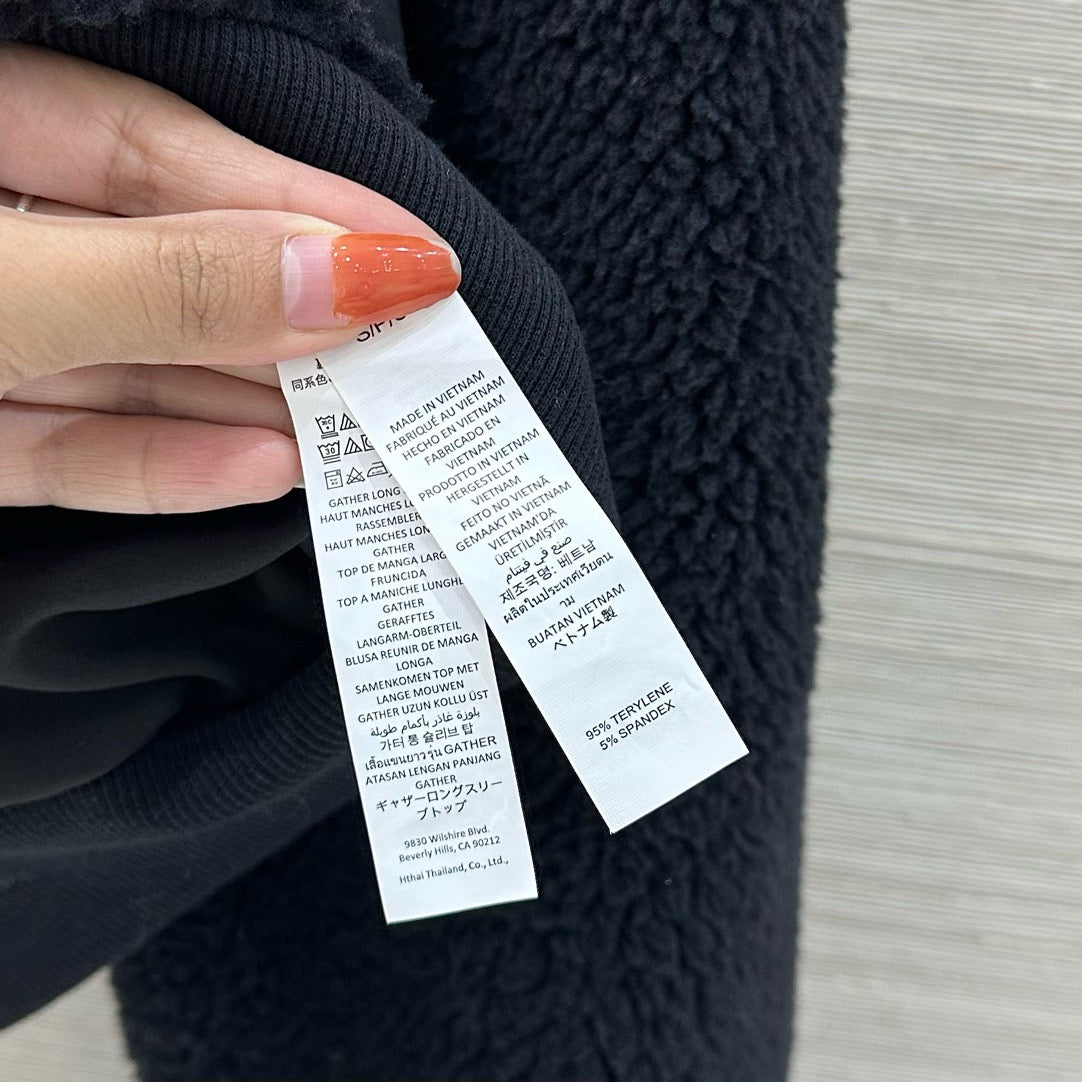 同系色
30
GATHER LONG
HAUT MANCHES
RASSEMBLER
HAUT MANCHES LON
GATHER
TOP DE MANGA LARG
FRUNCIDA
TOP A MANICHE LUNGHE
GATHER
GERAFFTES
LANGARM-OBERTEIL
BLUSA REUNIR DE MANGA
LONGA
SAMENKOMEN TOP MET
LANGE MOUWEN
GATHER UZUN KOLLU ÜST
بلوزة غاذر بأكمام طويلة
가터 통 슬리브 탑
เสื้อแขนยาวรุ่น GATHER
ATASAN LENGAN PANJANG
GATHER
ギャザーロングスリー
ブトップ
9830 Wilshire Blvd.
Beverly Hills, CA 90212
Hthai Thailand, Co., Ltd.,
S/P/
MADE IN VIETNAM
FABRIQUÉ AU VIETNAM
HECHO EN VIETNAM
FABRICADO EN
VIETNAM
PRODOTTO IN VIETNAM
HERGESTELLT IN
VIETNAM
FEITO NO VIETNÃ
GEMAAKT IN VIETNAM
VIETNAM'DA
ÜRETİLMİŞTİR
صنع في فيتنام
제조국명: 베트남
ผลิตในประเทศเวียดนา
าม
BUATAN VIETNAM
ベトナム製
95% TERYLENE
5% SPANDEX